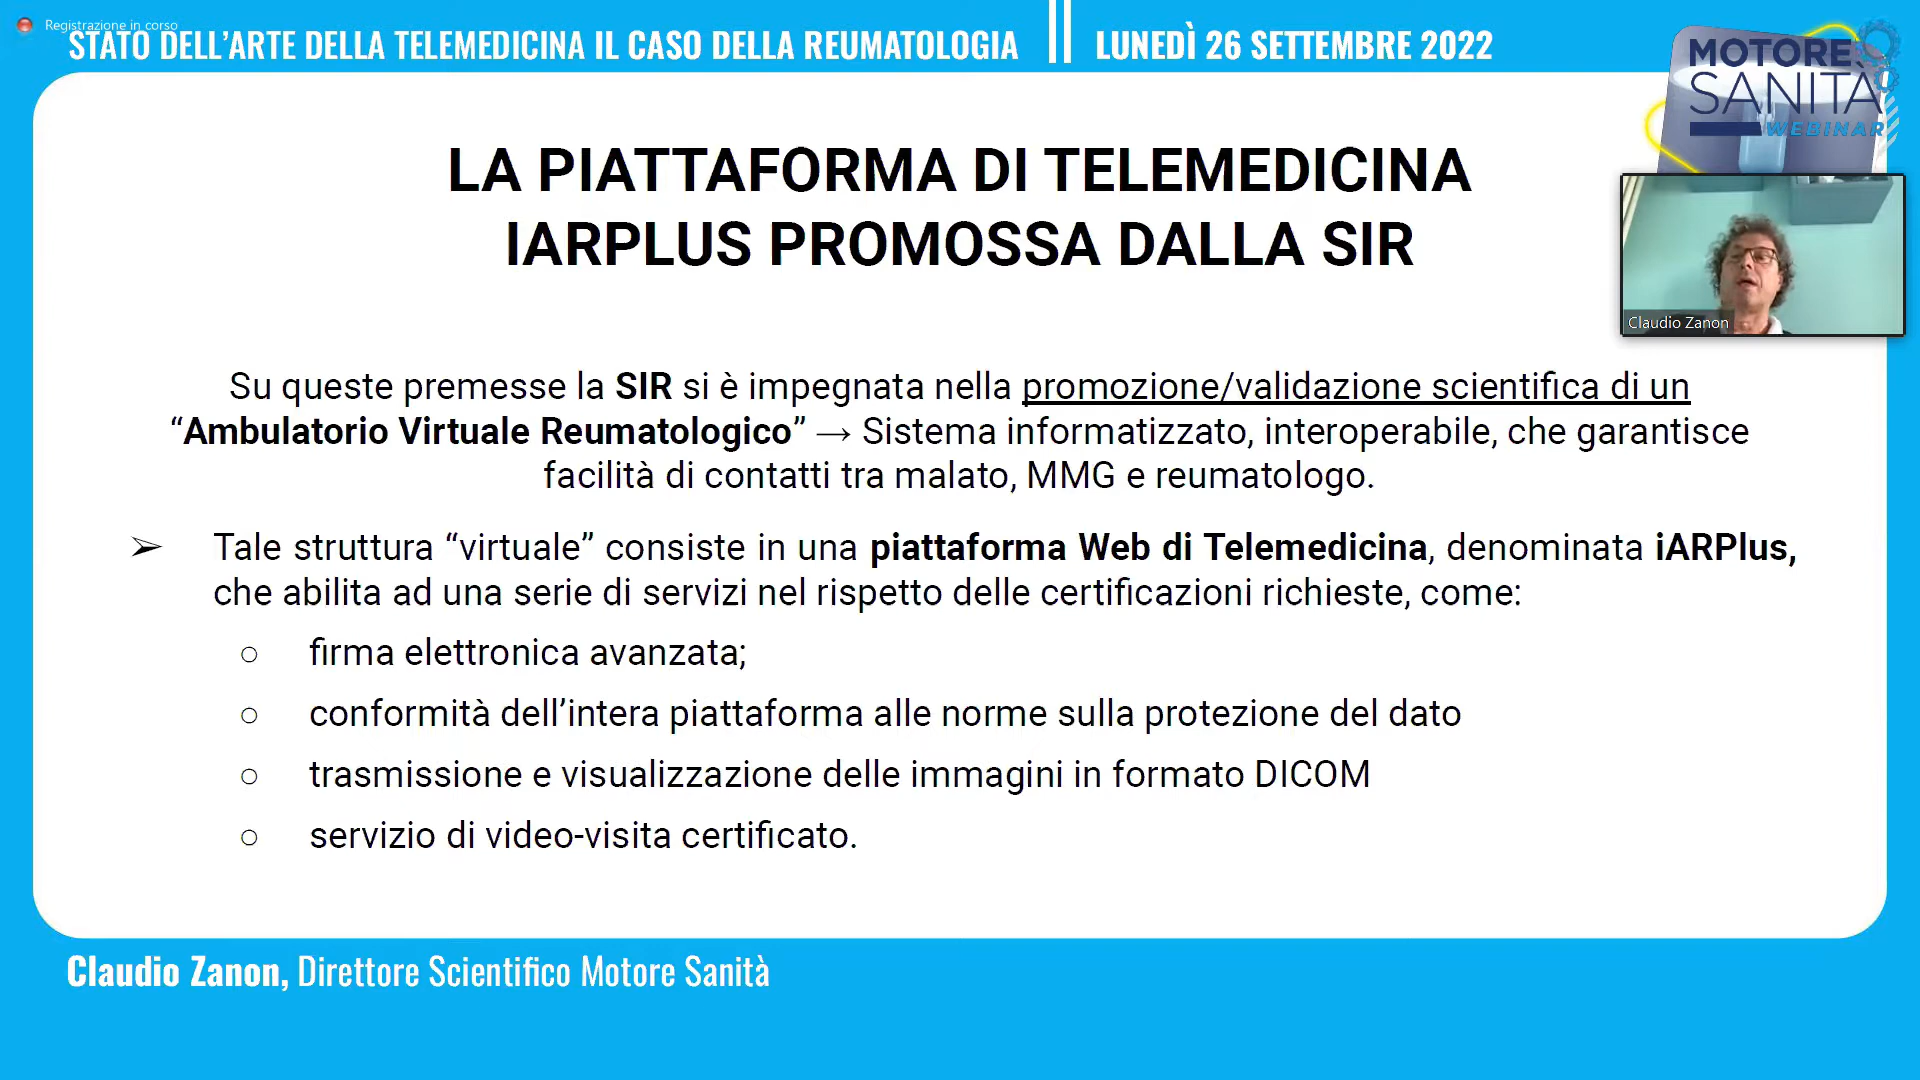 Registrazione in corso
STATO DELL'ARTE DELLA TELEMEDICINA IL CASO DELLA REUMATOLOGIA
LUNEDÌ 26 SETTEMBRE 2022
MOTORE
SANITÀ
WEBINAR
LA PIATTAFORMA DI TELEMEDICINA
IARPLUS PROMOSSA DALLA SIR
Claudio Zanon
Su queste premesse la SIR si è impegnata nella promozione/validazione scientifica di un
“Ambulatorio Virtuale Reumatologico” → Sistema informatizzato, interoperabile, che garantisce
facilità di contatti tra malato, MMG e reumatologo.
➢ Tale struttura “virtuale” consiste in una piattaforma Web di Telemedicina, denominata iARPlus,
che abilita ad una serie di servizi nel rispetto delle certificazioni richieste, come:
○ firma elettronica avanzata;
○ conformità dell’intera piattaforma alle norme sulla protezione del dato
○ trasmissione e visualizzazione delle immagini in formato DICOM
○ servizio di video-visita certificato.
Claudio Zanon, Direttore Scientifico Motore Sanità